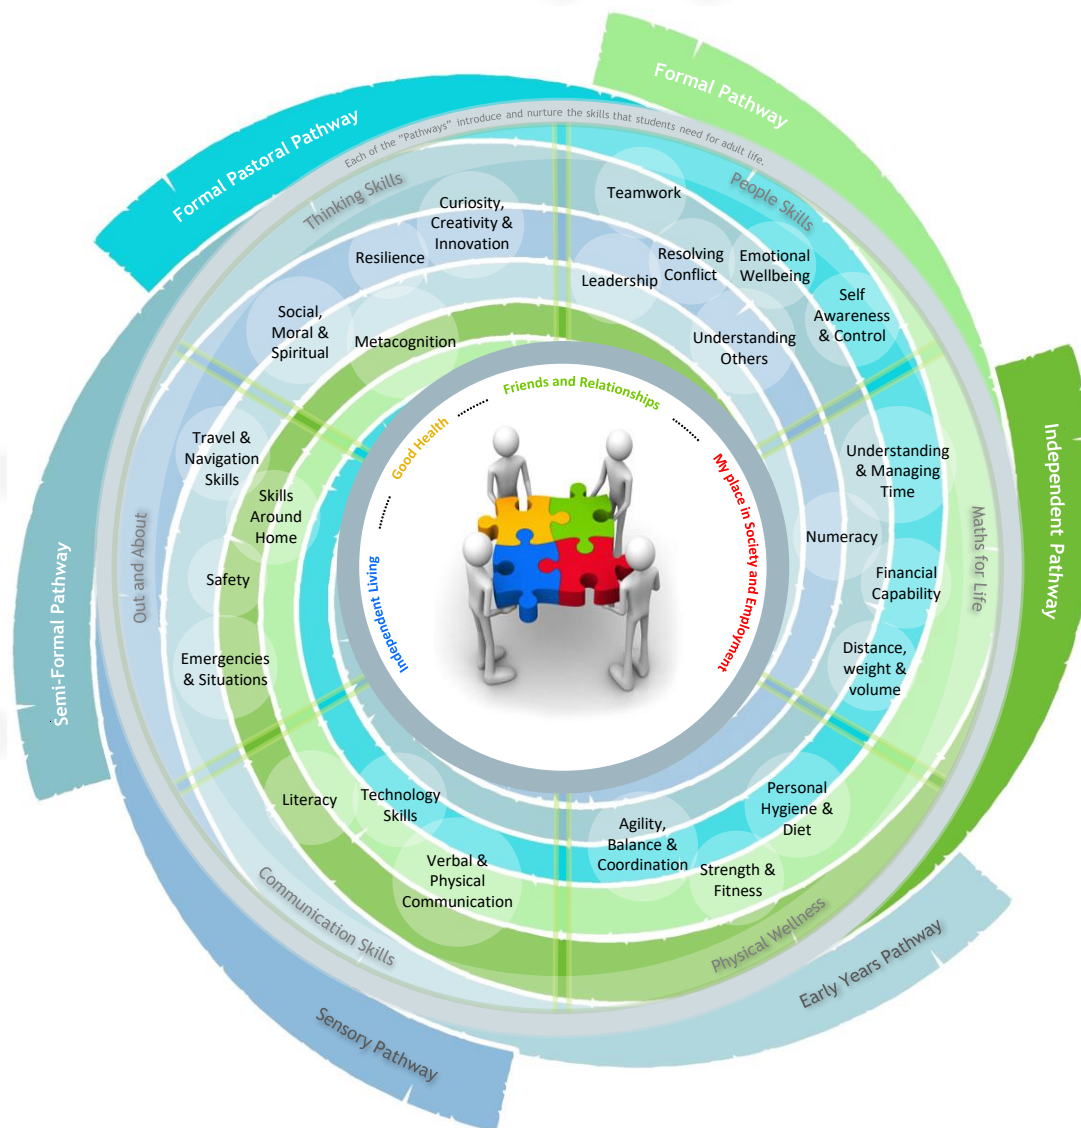 Formal Pathway
Formal Pastoral Pathway
Each of the "Pathways" introduce and nurture the skills that students need for adult life.
Thinking Skills
Curiosity,
Creativity &
Innovation
Resilience
Social,
Moral &
Spiritual
Metacognition
People Skills
Teamwork
Leadership
Resolving
Conflict
Emotional
Wellbeing
Self
Awareness
& Control
Understanding
Others
Independent Pathway
Maths for Life
Understanding
& Managing
Time
Numeracy
Financial
Capability
Distance,
weight &
volume
Early Years Pathway
Physical Wellness
Personal
Hygiene &
Diet
Agility,
Balance &
Coordination
Strength &
Fitness
Sensory Pathway
Communication Skills
Literacy
Technology
Skills
Verbal &
Physical
Communication
Semi-Formal Pathway
Out and About
Travel &
Navigation
Skills
Skills
Around
Home
Safety
Emergencies
& Situations
Independent Living
Good Health
Friends and Relationships
My place in Society and Employment